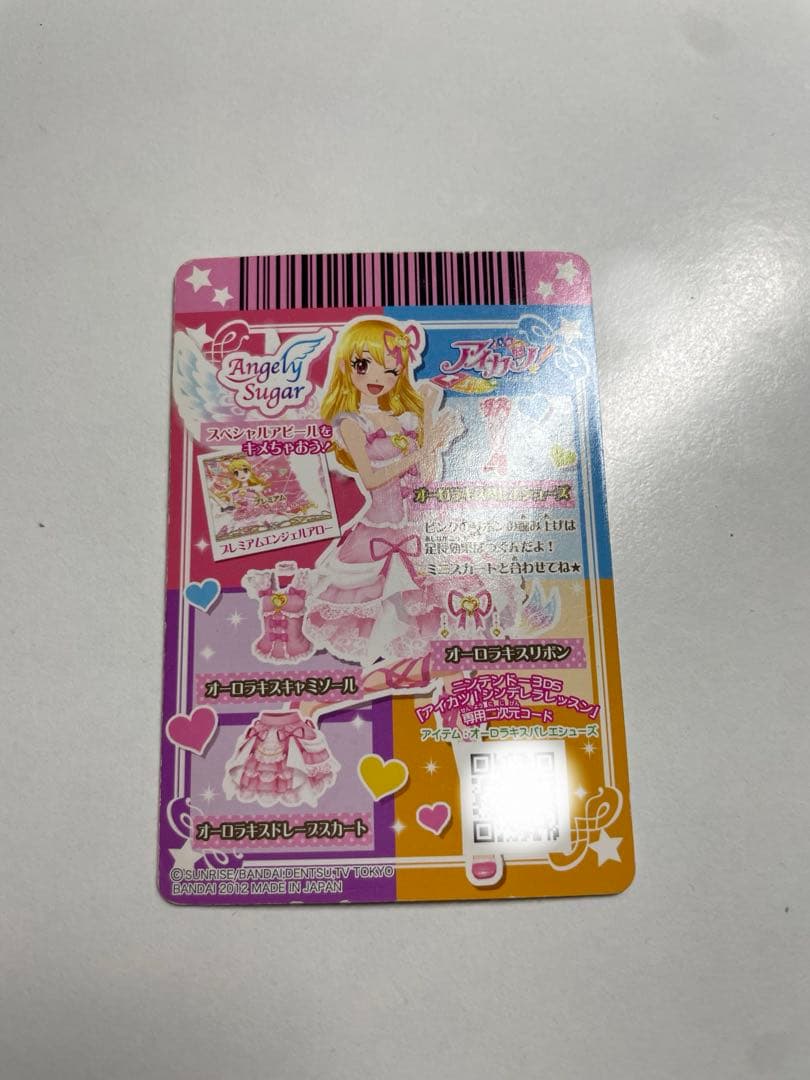 Angely
Sugar
アイカツ!
スペシャルアピールを
キメちゃおう!
プレミアム
プレミアムエンジェルアロー
オーロラキスバレエシューズ
ピンクのリボンの編み上げは
足長効果ばつぐんだよ!
ミニスカートと合わせてね★
オーロラキスキャミソール
オーロラキスリボン
ニンテンドー3DS
「アイカツ!シンデレラレッスン」
専用二次元コード
アイテム:オーロラキスバレエシューズ
オーロラキスドレープスカート
©SUNRISE/BANDAI,DENTSU,TV TOKYO
BANDAI 2012 MADE IN JAPAN